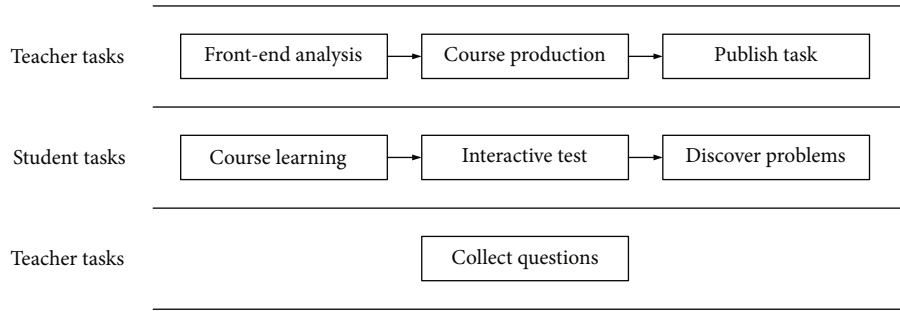 Teacher tasks
Front-end analysis
Course production
Publish task
Student tasks
Course learning
Interactive test
Discover problems
Teacher tasks
Collect questions